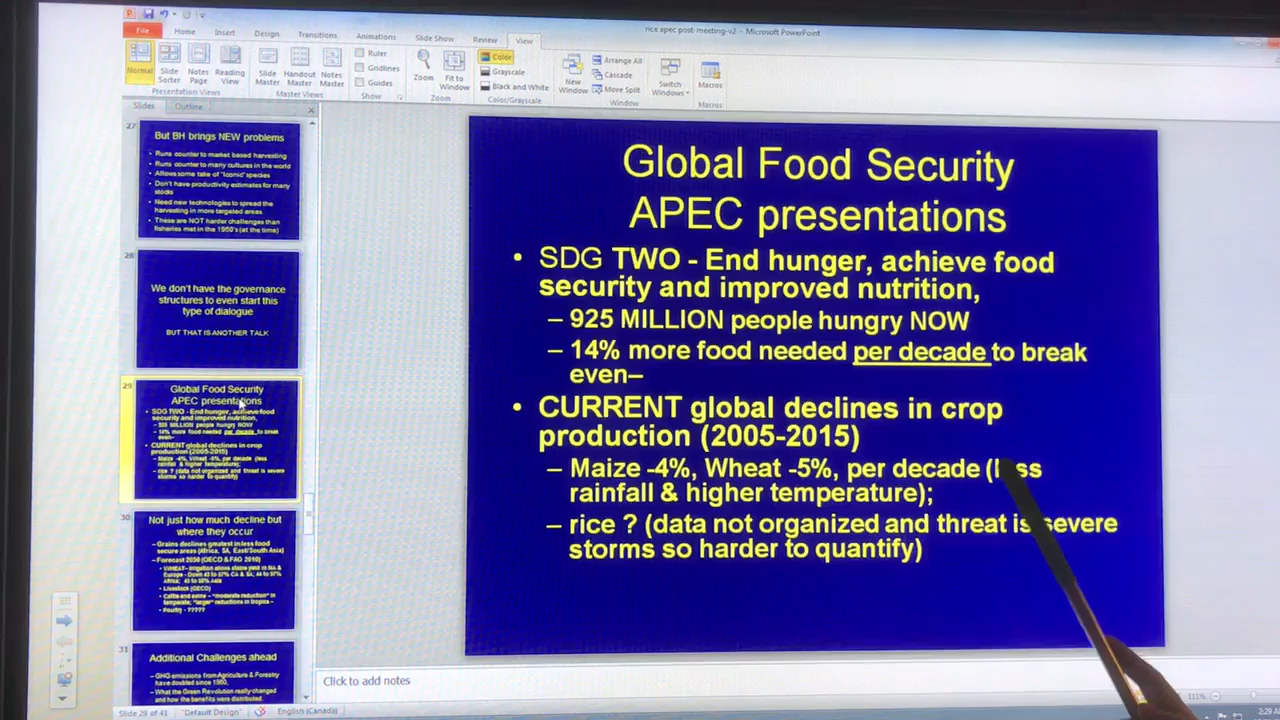 rice apec post-meeting-v2 - Microsoft PowerPoint
File Home Insert Design Transitions Animations Slide Show Review View
Normal Slide Sorter Notes Page Reading View
Presentation Views
Slide Master Handout Master Notes Master
Master Views
Ruler
Gridlines
Guides
Show
Zoom Fit to Window
Zoom
Color
Grayscale
Black and White
Color/Grayscale
New Window
Arrange All
Cascade
Move Split
Switch Windows
Window
Macros
Macros
Slides Outline
27
But BH brings NEW problems
• Runs counter to market based harvesting
• Runs counter to many cultures in the world
• Allows some take of "iconic" species
• Don't have productivity estimates for many
stocks
• Need new technologies to spread the
harvesting in more targeted areas
• These are NOT harder challenges than
fisheries met in the 1960's (at the time)
28
We don't have the governance
structures to even start this
type of dialogue
BUT THAT IS ANOTHER TALK
29
Global Food Security
APEC presentations
• SDG TWO - End hunger, achieve food
security and improved nutrition,
– 925 MILLION people hungry NOW
– 14% more food needed per decade to break
even–
• CURRENT global declines in crop
production (2005-2015)
– Maize -4%, Wheat -5%, per decade (less
rainfall & higher temperature);
– rice ? (data not organized and threat is severe
storms so harder to quantify)
30
Not just how much decline but
where they occur
– Grains declines greatest in less food
secure areas (Africa, SA, East/South Asia)
– Forecast 2050 (OECD & FAO 2010)
• WHEAT– irrigation allows stable yield in NA &
Europe - Down
• Livestock (OECD)
• Cattle and swine – "moderate reduction" in
temperate; "larger" reductions in tropics –
• Poultry - ?????
31
Additional Challenges ahead
– GHG emissions from Agriculture & Forestry
have doubled since 1960,
– What the Green Revolution really changed
and how the benefits were distributed.
Global Food Security
APEC presentations
• SDG TWO - End hunger, achieve food
security and improved nutrition,
– 925 MILLION people hungry NOW
– 14% more food needed per decade to break
even–
• CURRENT global declines in crop
production (2005-2015)
– Maize -4%, Wheat -5%, per decade (less
rainfall & higher temperature);
– rice ? (data not organized and threat is severe
storms so harder to quantify)
Click to add notes
Slide 29 of 41 "Default Design" English (Canada)
111%
2:29 AM